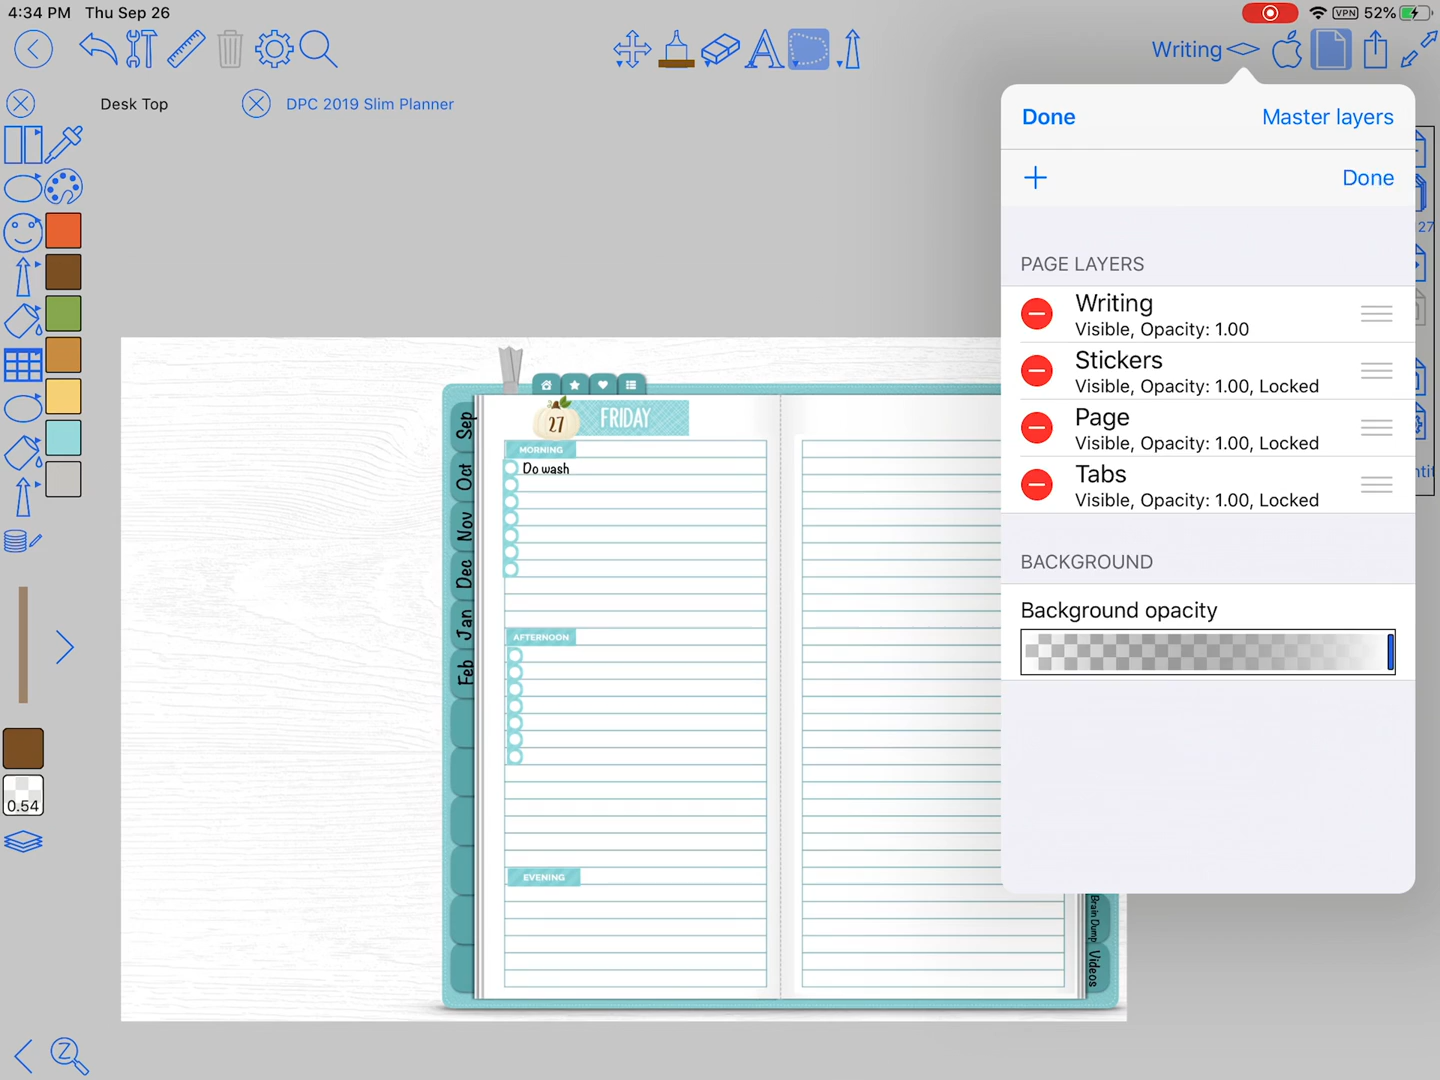 4:34 PM Thu Sep 26
VPN 52%
Writing
Desk Top
DPC 2019 Slim Planner
Done
Master layers
Done
PAGE LAYERS
Writing
Visible, Opacity: 1.00
Stickers
Visible, Opacity: 1.00, Locked
Page
Visible, Opacity: 1.00, Locked
Tabs
Visible, Opacity: 1.00, Locked
BACKGROUND
Background opacity
27
FRIDAY
MORNING
Do wash
AFTERNOON
EVENING
Sep
Oct
Nov
Dec
Jan
Feb
Brain Dump
Videos
0.54
Z
27